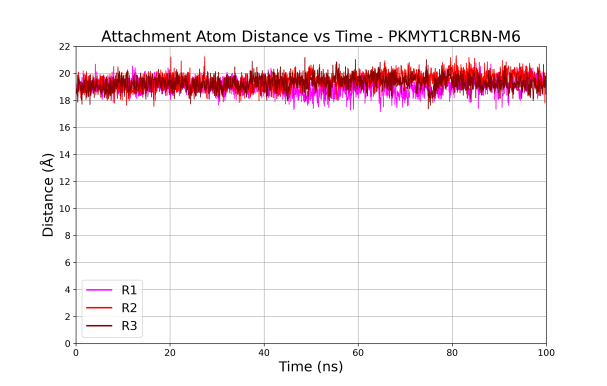 Attachment Atom Distance vs Time - PKMYT1CRBN-M6
22
20
18
16
14
12
10
8
6
4
2
0
Distance (Å)
R1
R2
R3
0 20 40 60 80 100
Time (ns)